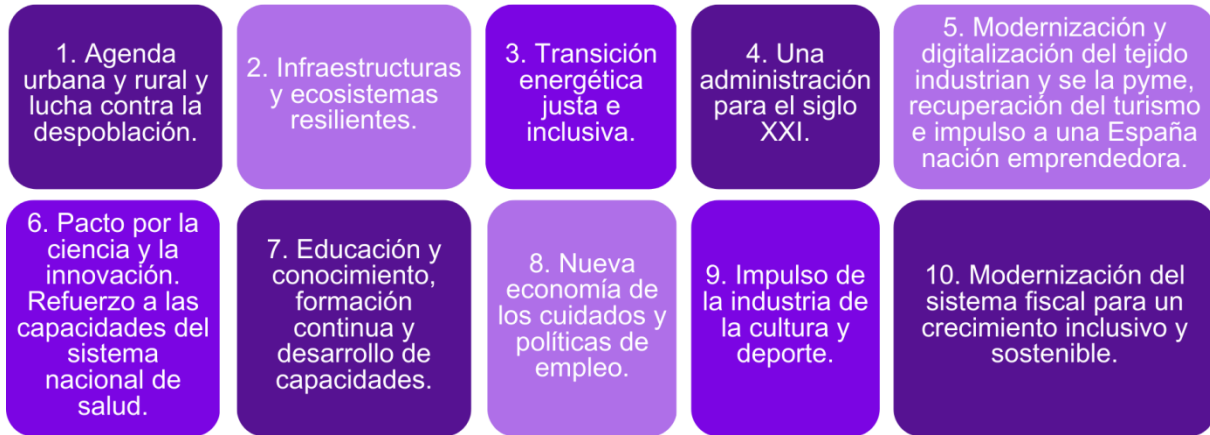 1. Agenda
urbana y rural y
lucha contra la
despoblación.
2. Infraestructuras
y ecosistemas
resilientes.
3. Transición
energética
justa e
inclusiva.
4. Una
administración
para el siglo
XXI.
5. Modernización y
digitalización del tejido
industrian y se la pyme,
recuperación del turismo
e impulso a una España
nación emprendedora.
6. Pacto por la
ciencia y la
innovación.
Refuerzo a las
capacidades del
sistema
nacional de
salud.
7. Educación y
conocimiento,
formación
continua y
desarrollo de
capacidades.
8. Nueva
economía de
los cuidados y
políticas de
empleo.
9. Impulso de
la industria de
la cultura y
deporte.
10. Modernización del
sistema fiscal para un
crecimiento inclusivo y
sostenible.